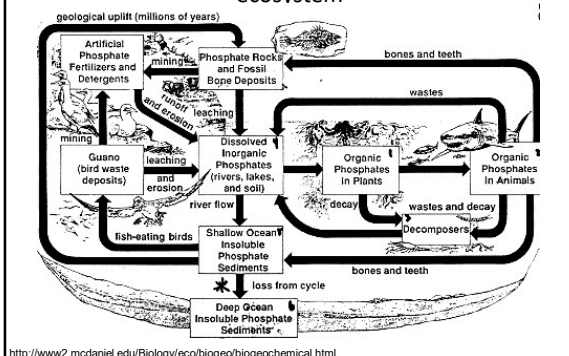 ecosystem
geological uplift (millions of years)
Artificial
Phosphate
Fertilizers and
Detergents
mining
Phosphate Rocks
and Fossil
Bone Deposits
bones and teeth
wastes
runoff
and erosion
leaching
mining
Guano
(bird waste
deposits)
leaching
and
erosion
Dissolved
Inorganic
Phosphates
(rivers, lakes,
and soil)
Organic
Phosphates
in Plants
Organic
Phosphates
in Animals
river flow
decay
wastes and decay
Decomposers
fish-eating birds
Shallow Ocean
Insoluble
Phosphate
Sediments
bones and teeth
loss from cycle
Deep Ocean
Insoluble Phosphate
Sediments
http://www2.mcdaniel.edu/Biology/eco/biogeo/biogeochemical.html